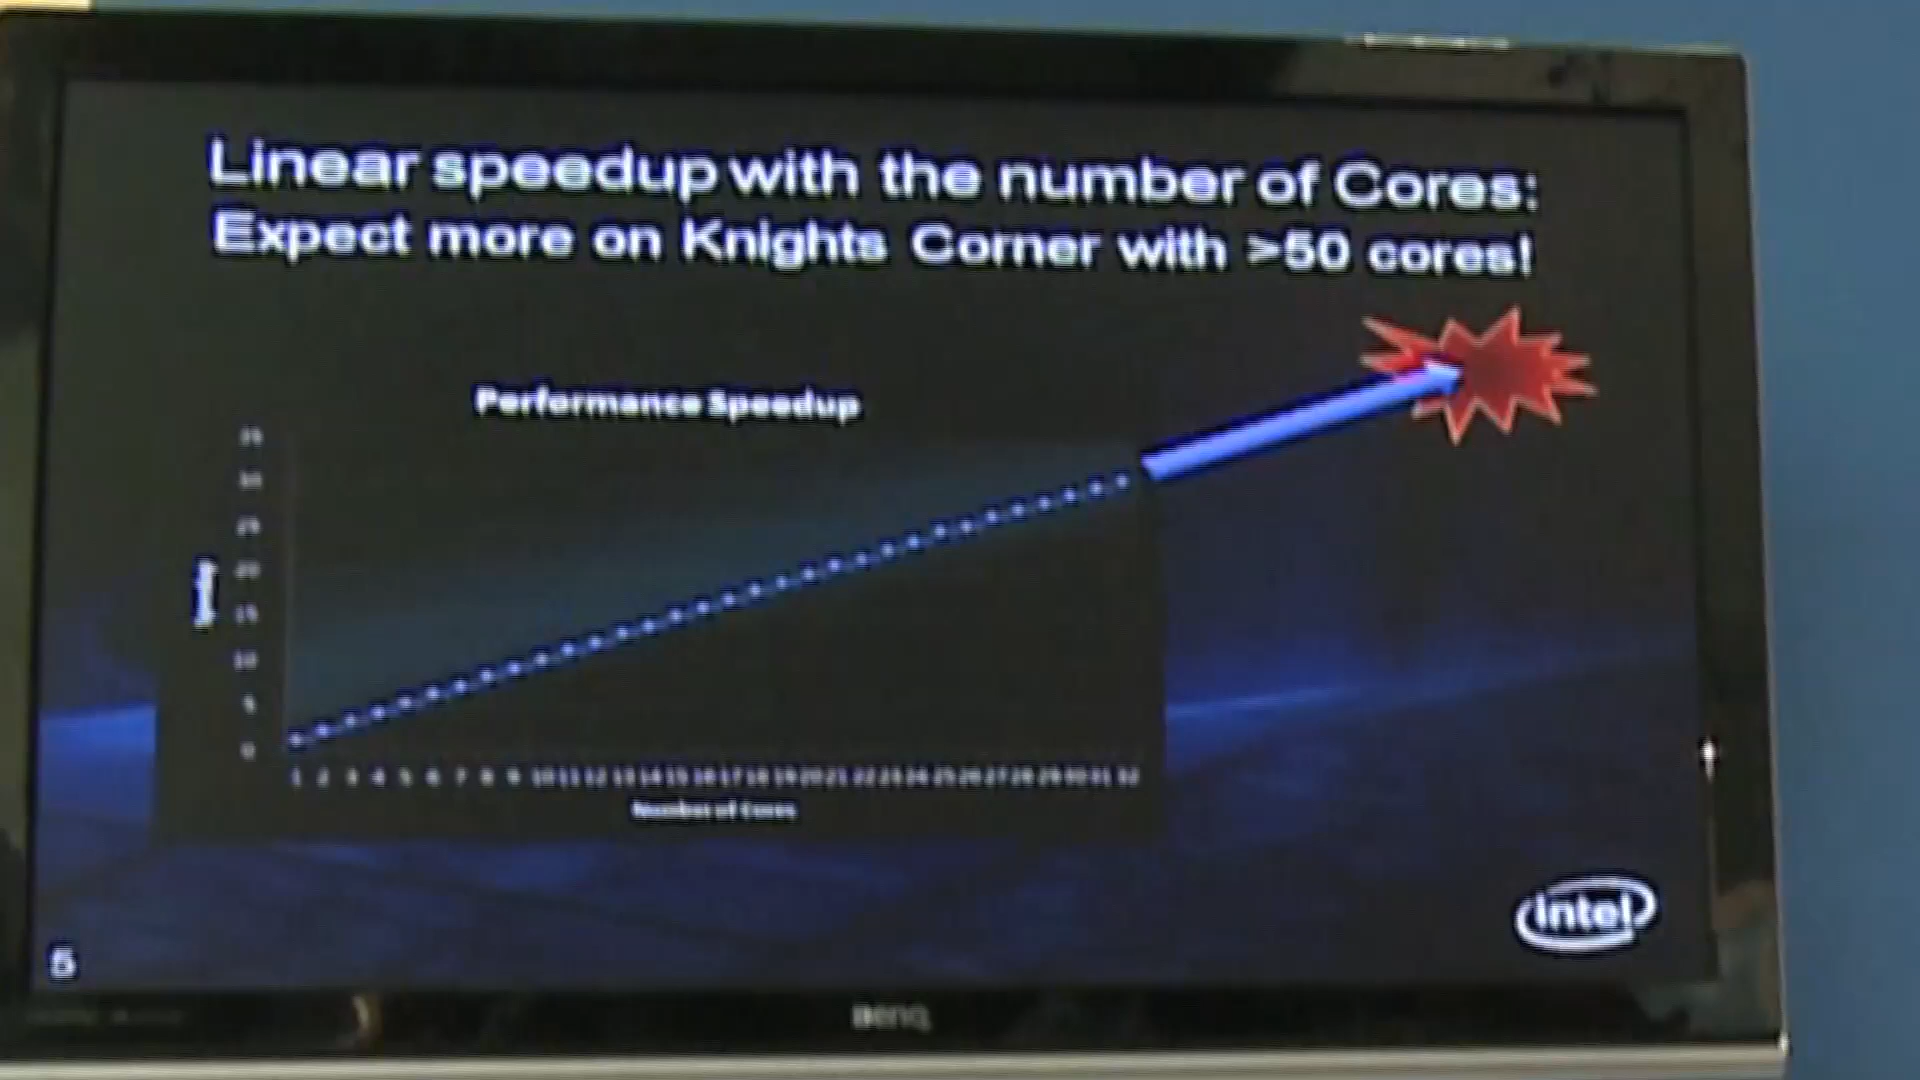 Linear speedup with the number of Cores:
Expect more on Knights Corner with >50 cores!
Performance Speedup
35
30
25
20
15
10
5
0
1 2 3 4 5 6 7 8 9 10 11 12 13 14 15 16 17 18 19 20 21 22 23 24 25 26 27 28 29 30 31 32
Number of Cores
intel
5
BenQ